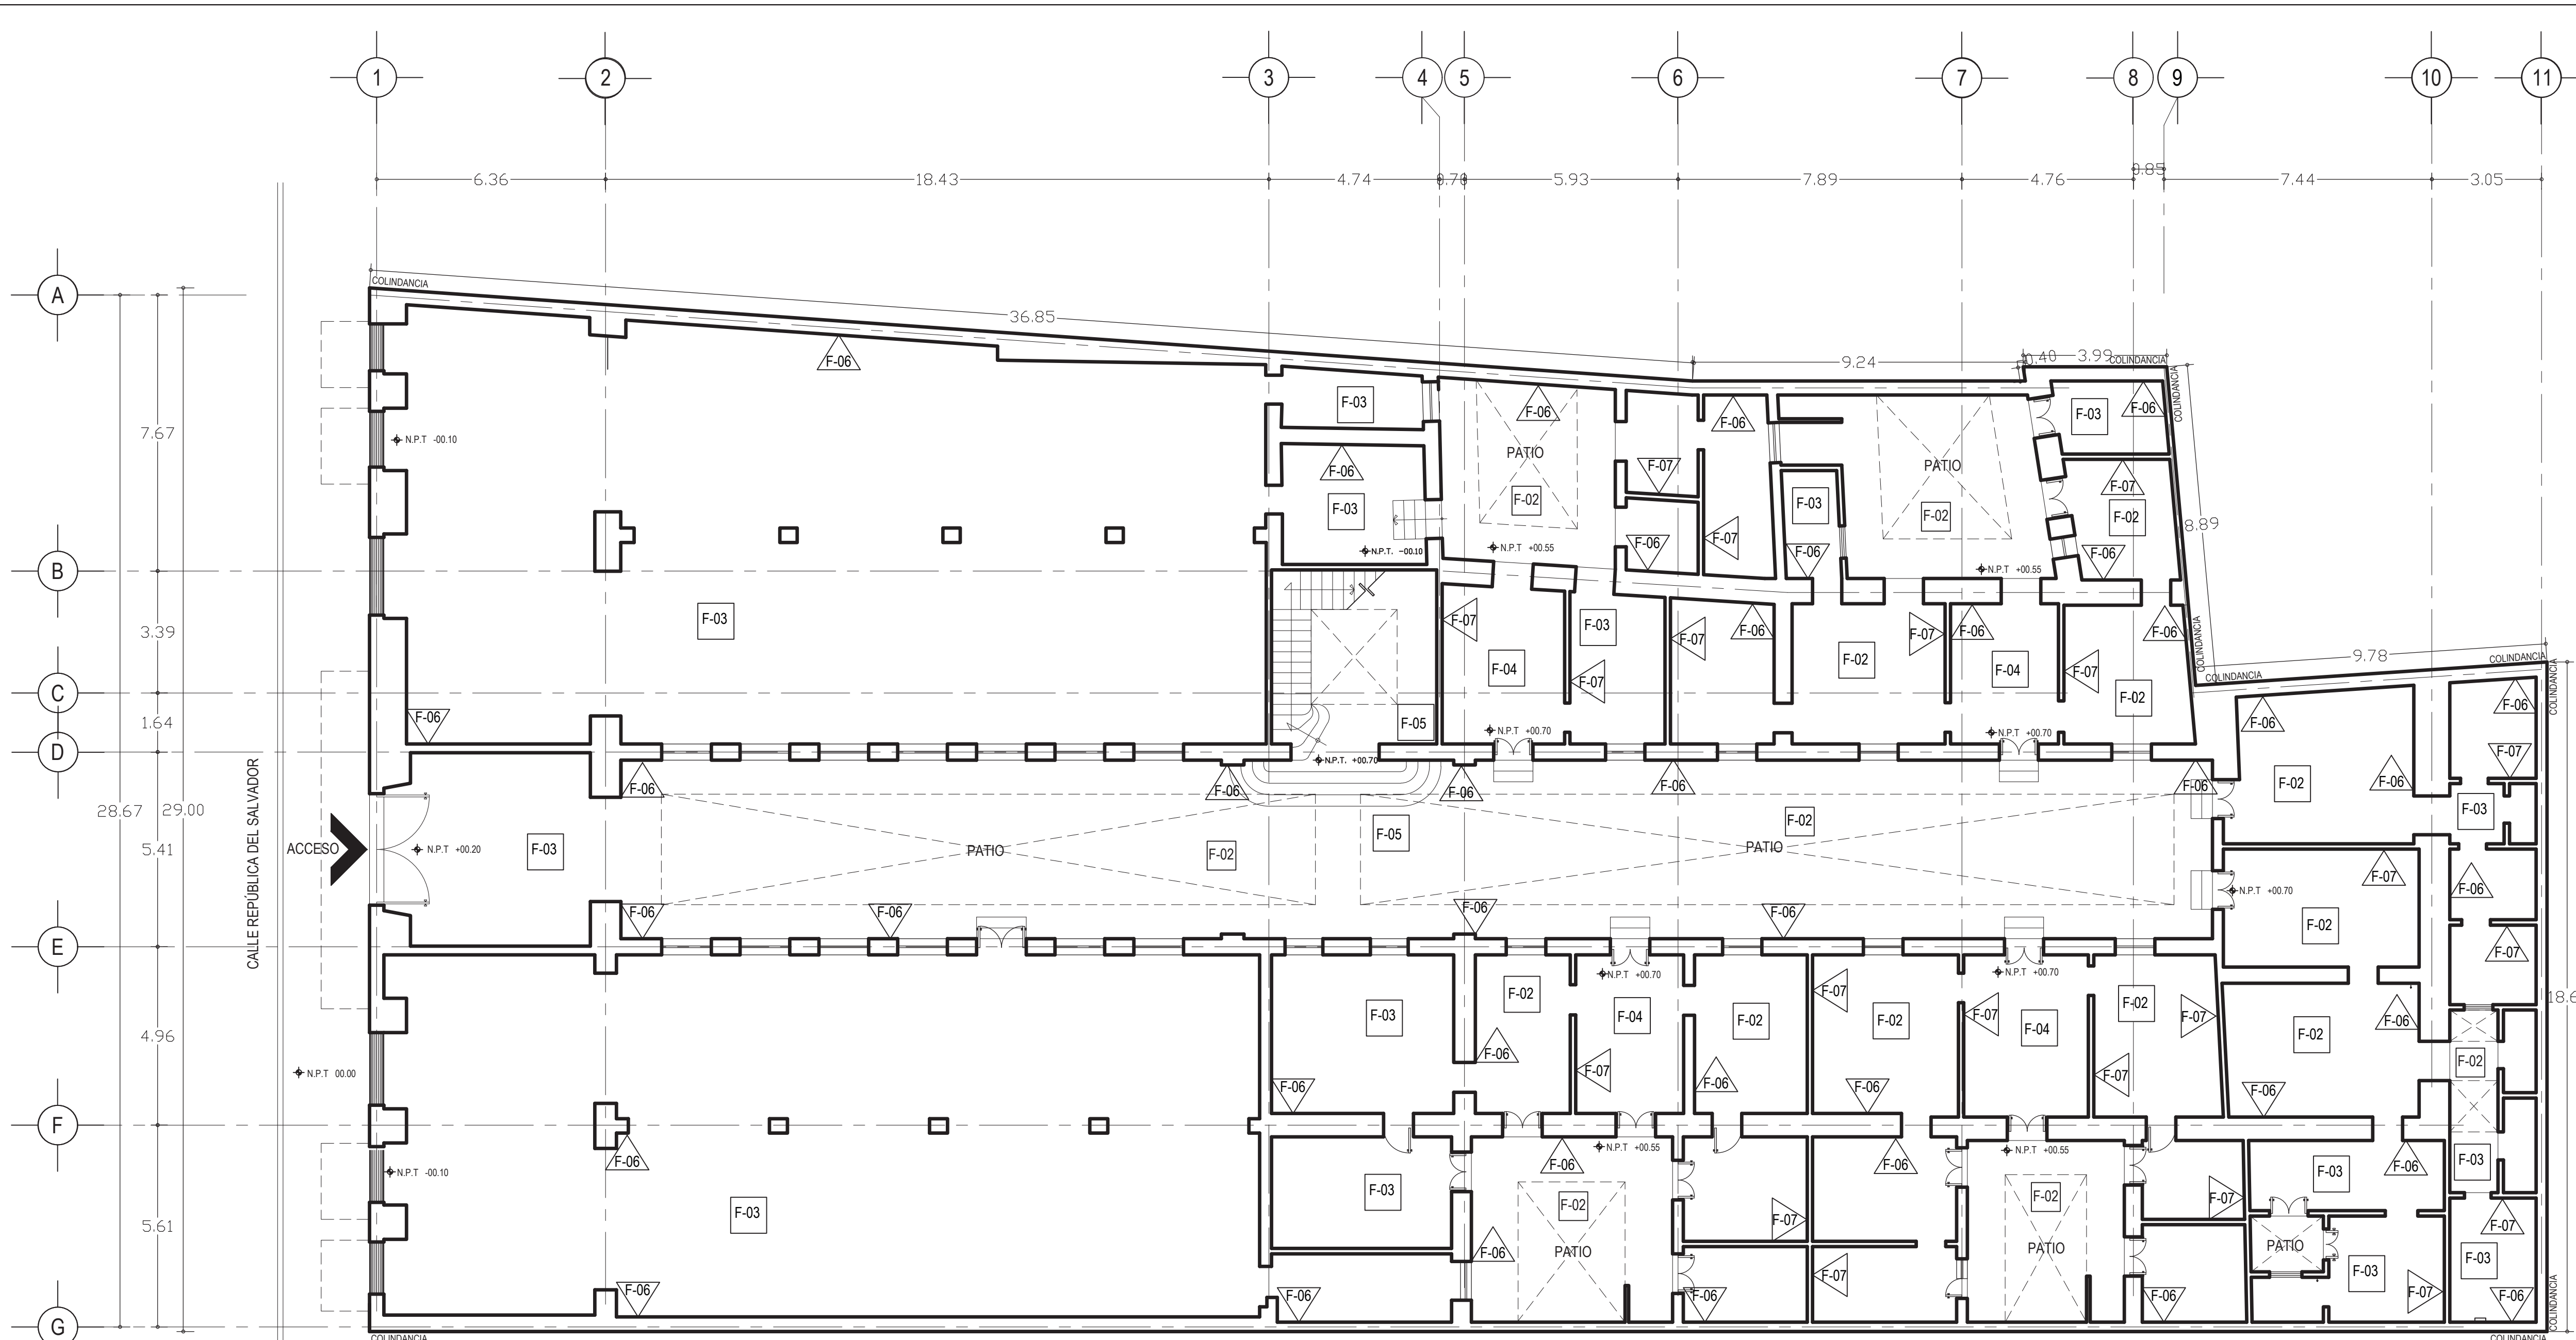 1 2 3 4 5 6 7 8 9 10 11
0.85
6.36 18.43 4.74 0.70 5.93 7.89 4.76 7.44 3.05
A
COLINDANCIA
36.85
9.24 0.40 3.99 COLINDANCIA
COLINDANCIA
F-06
F-03 F-06 F-06 F-03 F-06
7.67
N.P.T -00.10
PATIO PATIO
F-06 F-07 F-07
F-03 F-02 F-03 F-02 F-02
8.89
F-07
N.P.T. -00.10 N.P.T +00.55 F-06 F-06 F-06
B
N.P.T +00.55
F-03 F-07 F-03 F-07 F-06 F-07 F-06 F-06
3.39
COLINDANCIA
9.78 COLINDANCIA
F-04 F-02 F-04 F-07
F-07
COLINDANCIA
COLINDANCIA
C
F-02
1.64
F-06 F-05 F-06 F-06
N.P.T +00.70 N.P.T +00.70
D
N.P.T. +00.70
F-07
CALLE REPÚBLICA DEL SALVADOR
F-06 F-06 F-06 F-06 F-06 F-02 F-06
28.67 29.00
F-03
F-02
F-05
5.41
ACCESO
N.P.T +00.20 F-03 PATIO F-02 PATIO
F-07 F-06
N.P.T +00.70
F-06 F-06 F-06 F-06 F-02
E
F-07
N.P.T +00.70 N.P.T +00.70
F-02 F-07 F-02
18.6
F-03 F-04 F-02 F-02 F-07 F-04 F-07 F-06
4.96
F-02
F-06 F-02
N.P.T 00.00
F-07 F-06 F-07
F-06 F-06 F-06
F
N.P.T +00.55 N.P.T +00.55
F-06 F-06 F-06 F-06
N.P.T -00.10
F-03 F-03
F-03 F-02 F-02 F-07
F-03 F-07 F-07
5.61
PATIO PATIO PATIO
F-06 F-03
F-07 F-03
F-06 F-06 F-06 F-06 F-07 F-06
G
COLINDANCIA
COLINDANCIA
COLINDANCIA